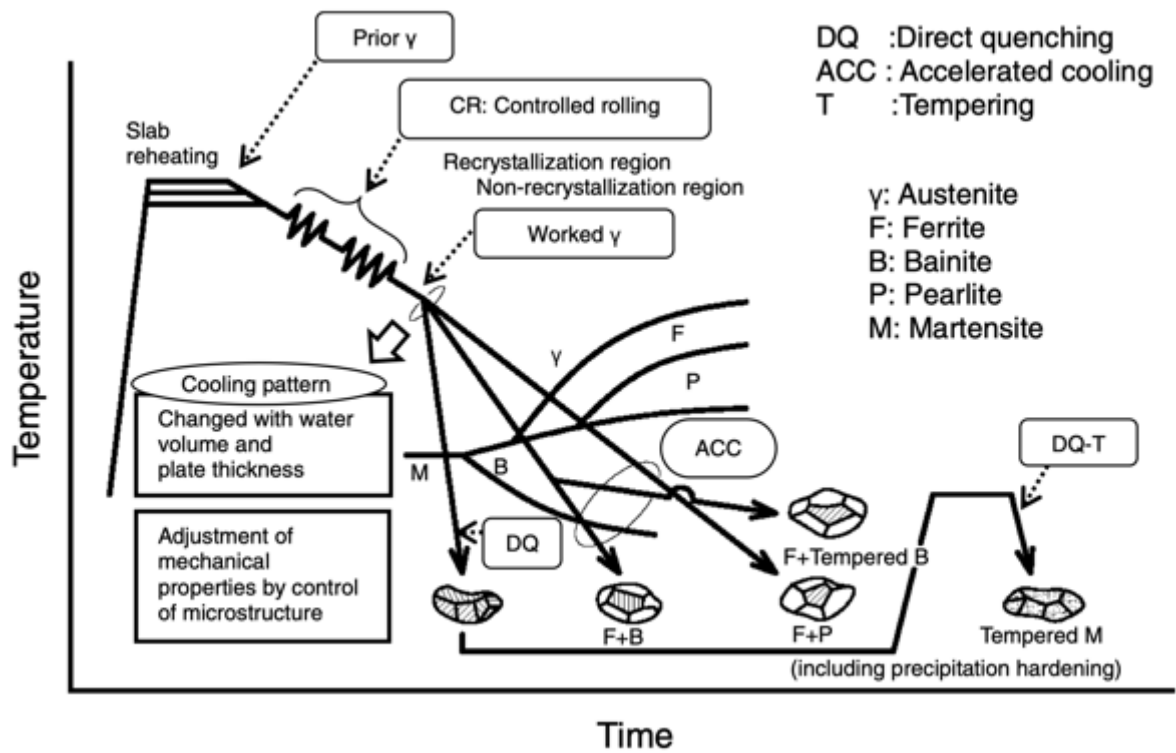 Prior γ
DQ :Direct quenching
ACC : Accelerated cooling
T :Tempering
CR: Controlled rolling
Slab
reheating
Recrystallization region
Non-recrystallization region
Worked γ
γ: Austenite
F: Ferrite
B: Bainite
P: Pearlite
M: Martensite
Temperature
γ
F
P
Cooling pattern
Changed with water
volume and
plate thickness
M
B
ACC
DQ-T
Adjustment of
mechanical
properties by control
of microstructure
DQ
F+Tempered B
F+B
F+P
Tempered M
(including precipitation hardening)
Time